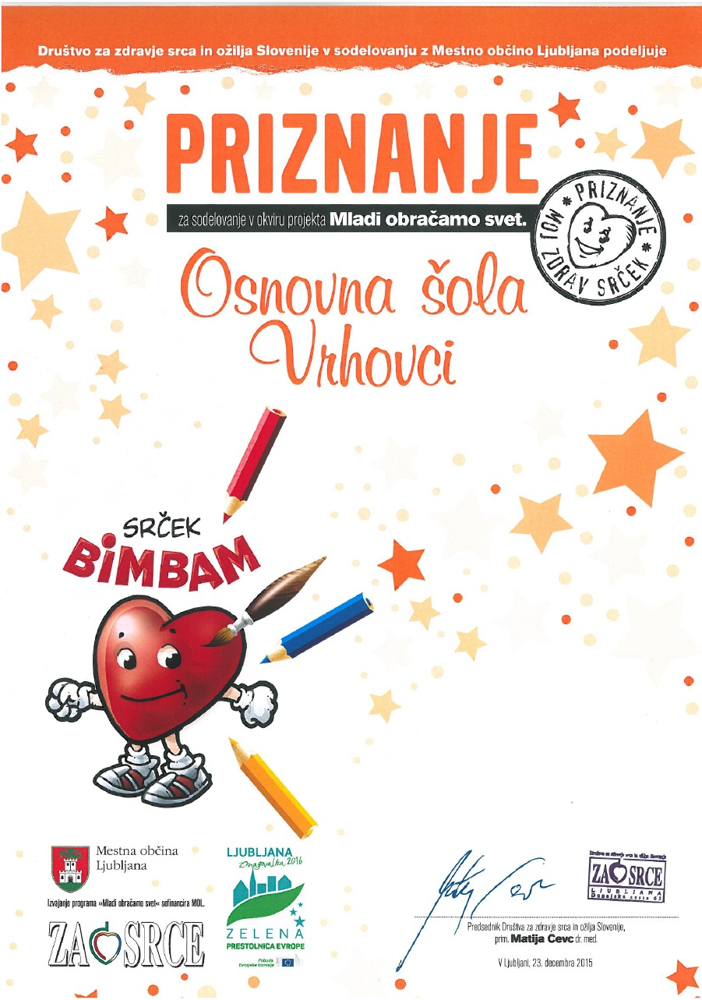 Društvo za zdravje srca in ožilja Slovenije v sodelovanju z Mestno občino Ljubljana podeljuje
PRIZNANJE
za sodelovanje v okviru projekta Mladi obračamo svet.
* PRIZNANJE *
MOJ ZDRAV SRČEK
Osnovna šola
Vrhovci
SRČEK
BiMBAM
Mestna občina
Ljubljana
Izvajanje programa »Mladi obračamo svet« sofinancira MOL.
ZA SRCE
LJUBLJANA
Zmagovalka 2016
ZELENA
PRESTOLNICA EVROPE
Pobuda
Evropske komisije
Društvo za zdravje srca in ožilja Slovenije
ZA SRCE
LJUBLJANA
Dunajska cesta 65
Predsednik Društva za zdravje srca in ožilja Slovenije,
prim. Matija Cevc dr. med.
V Ljubljani, 23. decembra 2015